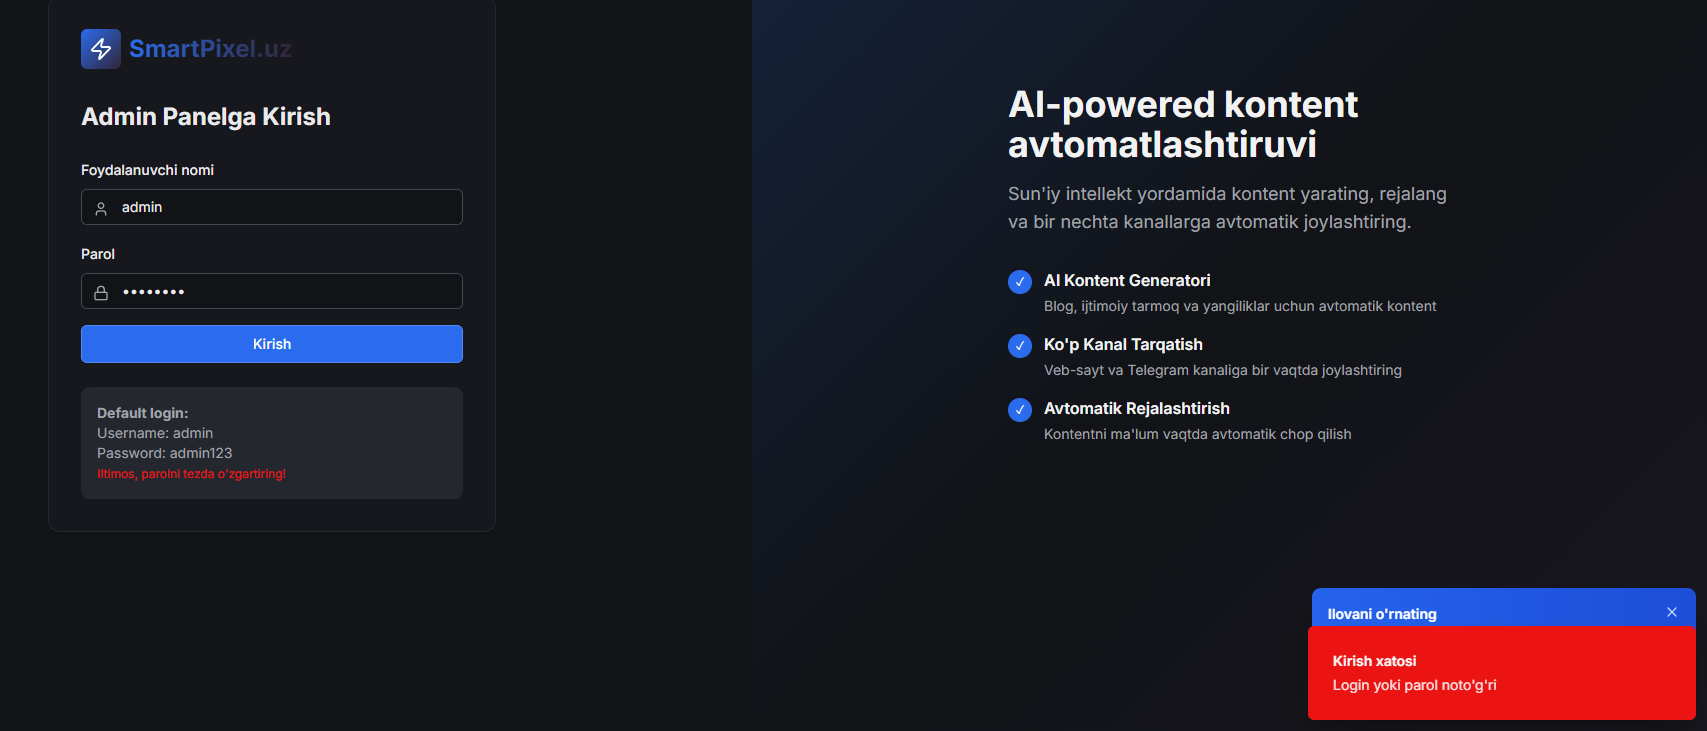 SmartPixel.uz
Admin Panelga Kirish
Foydalanuvchi nomi
admin
Parol
••••••••
Kirish
Default login:
Username: admin
Password: admin123
Iltimos, parolni tezda o'zgartiring!
AI-powered kontent
avtomatlashtiruvi
Sun'iy intellekt yordamida kontent yarating, rejalang
va bir nechta kanallarga avtomatik joylashtiring.
✓ AI Kontent Generatori
Blog, ijtimoiy tarmoq va yangiliklar uchun avtomatik kontent
✓ Ko'p Kanal Tarqatish
Veb-sayt va Telegram kanaliga bir vaqtda joylashtiring
✓ Avtomatik Rejalashtirish
Kontentni ma'lum vaqtda avtomatik chop qilish
Ilovani o'rnating
Kirish xatosi
Login yoki parol noto'g'ri